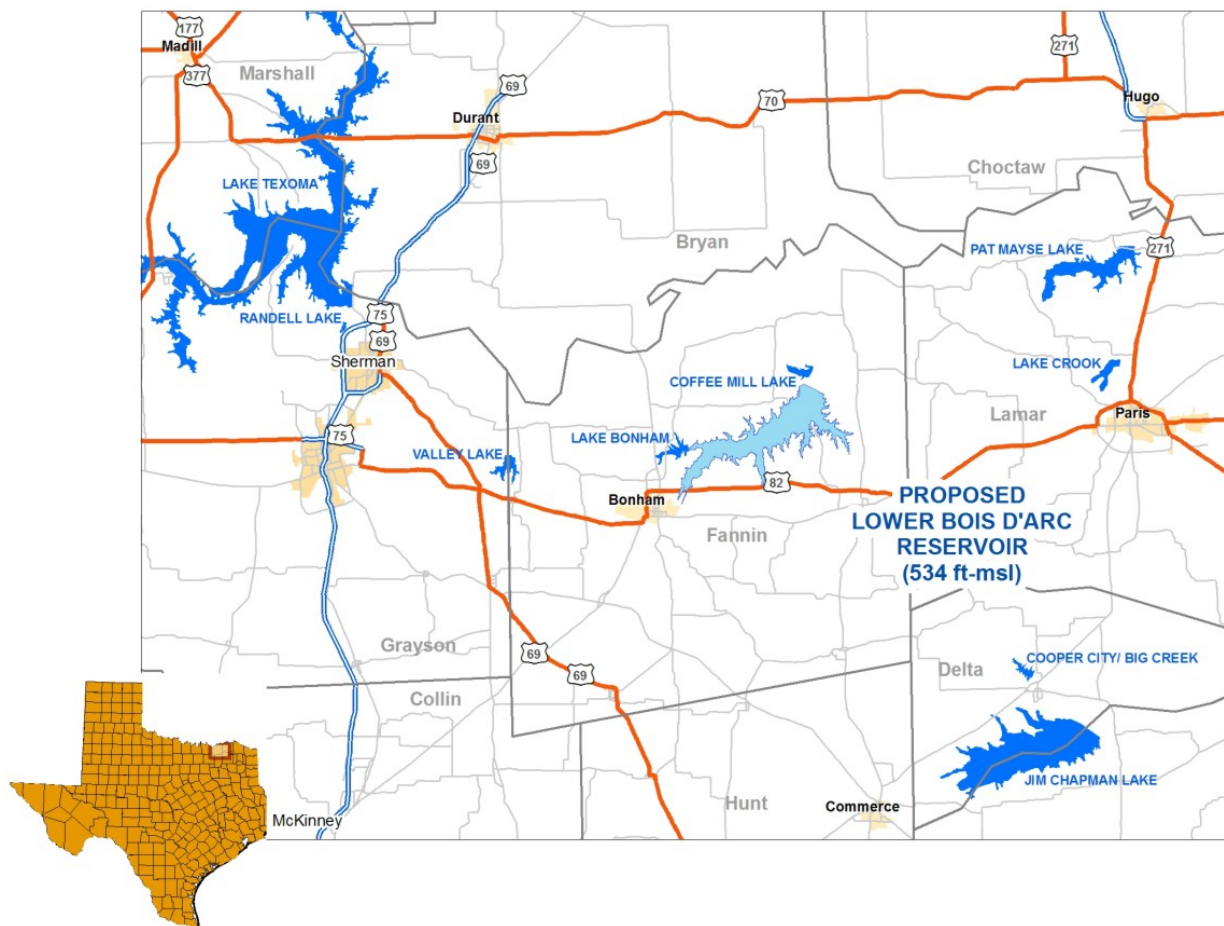 177
Madill
377
Marshall
69
Durant
69
70
271
Hugo
Choctaw
LAKE TEXOMA
Bryan
PAT MAYSE LAKE
271
RANDELL LAKE
75
69
Sherman
COFFEE MILL LAKE
LAKE CROOK
Lamar
Paris
75
VALLEY LAKE
LAKE BONHAM
82
Bonham
Fannin
PROPOSED
LOWER BOIS D'ARC
RESERVOIR
(534 ft-msl)
Grayson
69
69
Collin
COOPER CITY/ BIG CREEK
Delta
JIM CHAPMAN LAKE
Hunt
Commerce
McKinney